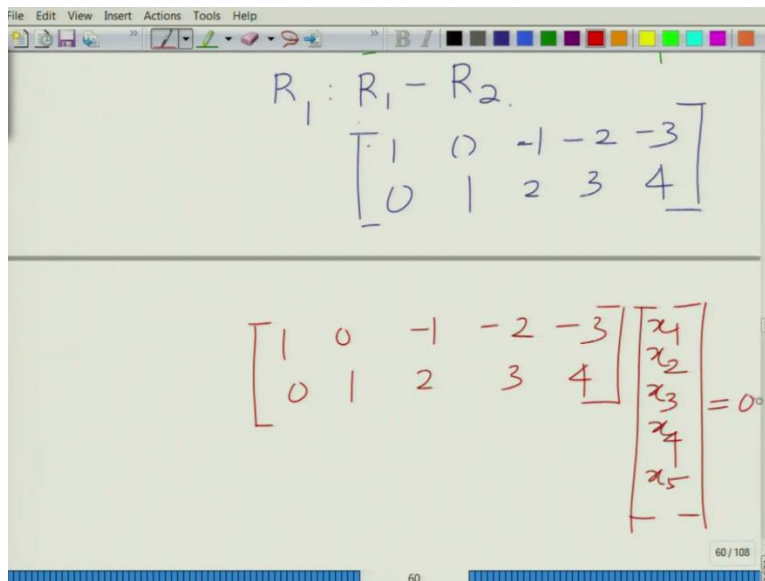 File Edit View Insert Actions Tools Help
R₁ : R₁ - R₂.
1 0 -1 -2 -3
0 1 2 3 4
1 0 -1 -2 -3 x₁
0 1 2 3 4 x₂
x₃ = 0
x₄
x₅
60 / 108
60